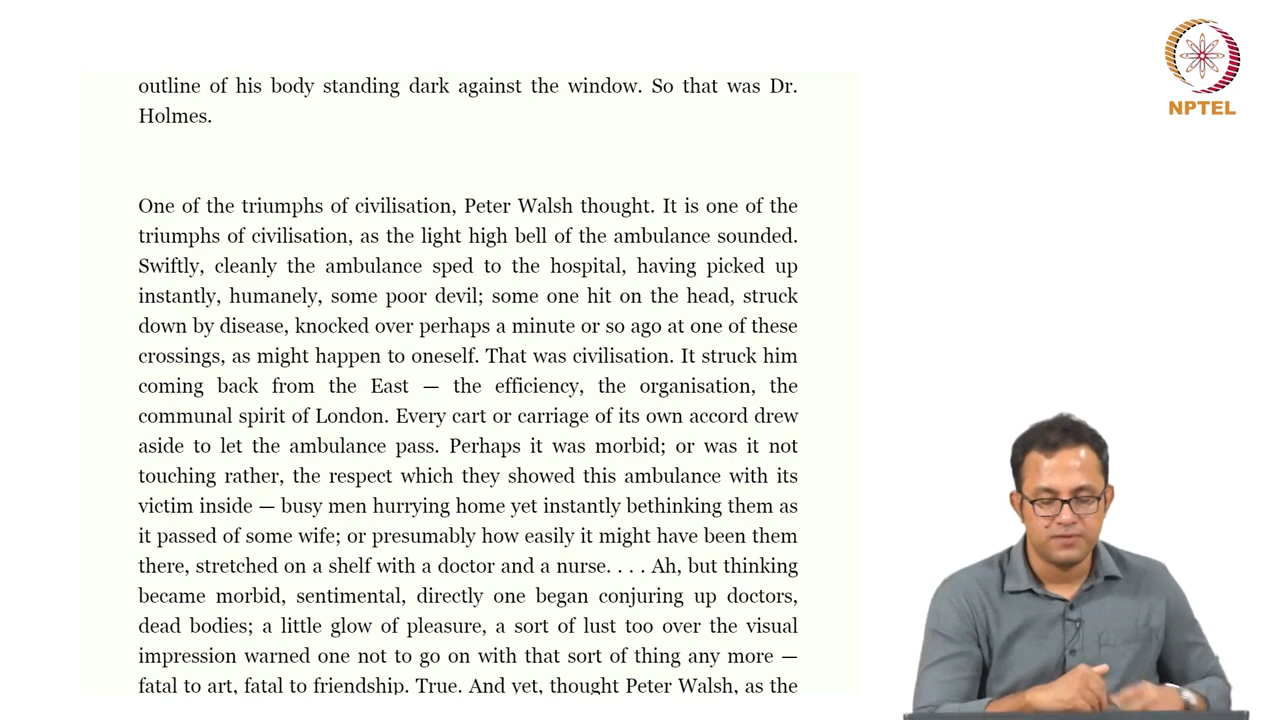 outline of his body standing dark against the window. So that was Dr.
Holmes.
One of the triumphs of civilisation, Peter Walsh thought. It is one of the
triumphs of civilisation, as the light high bell of the ambulance sounded.
Swiftly, cleanly the ambulance sped to the hospital, having picked up
instantly, humanely, some poor devil; some one hit on the head, struck
down by disease, knocked over perhaps a minute or so ago at one of these
crossings, as might happen to oneself. That was civilisation. It struck him
coming back from the East — the efficiency, the organisation, the
communal spirit of London. Every cart or carriage of its own accord drew
aside to let the ambulance pass. Perhaps it was morbid; or was it not
touching rather, the respect which they showed this ambulance with its
victim inside — busy men hurrying home yet instantly bethinking them as
it passed of some wife; or presumably how easily it might have been them
there, stretched on a shelf with a doctor and a nurse. . . . Ah, but thinking
became morbid, sentimental, directly one began conjuring up doctors,
dead bodies; a little glow of pleasure, a sort of lust too over the visual
impression warned one not to go on with that sort of thing any more —
fatal to art, fatal to friendship. True. And yet, thought Peter Walsh, as the
NPTEL